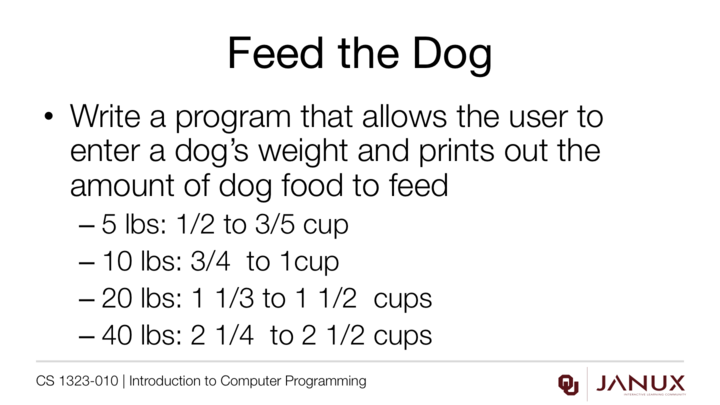 Feed the Dog
• Write a program that allows the user to
enter a dog's weight and prints out the
amount of dog food to feed
– 5 lbs: 1/2 to 3/5 cup
– 10 lbs: 3/4  to 1cup
– 20 lbs: 1 1/3 to 1 1/2  cups
– 40 lbs: 2 1/4  to 2 1/2 cups
CS 1323-010 | Introduction to Computer Programming
JANUX
INTERACTIVE LEARNING COMMUNITY